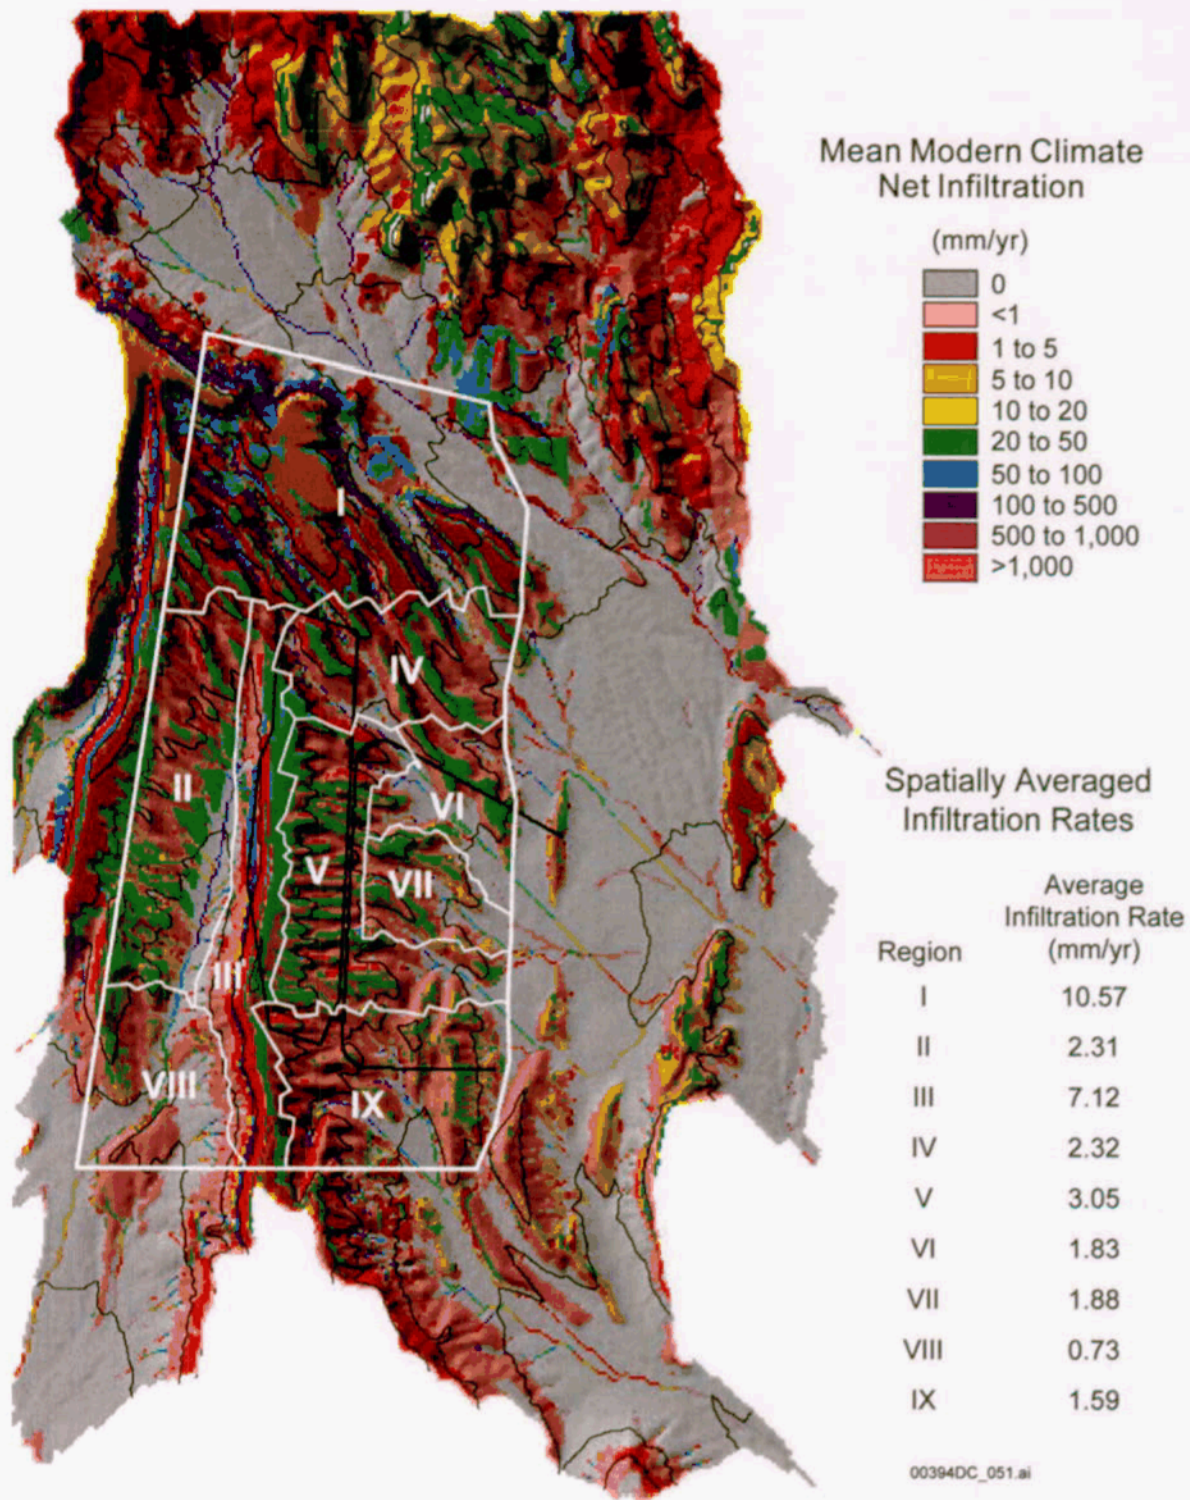 Mean Modern Climate
Net Infiltration
(mm/yr)
0
<1
1 to 5
5 to 10
10 to 20
20 to 50
50 to 100
100 to 500
500 to 1,000
>1,000
I
IV
II
VI
V
VII
III
VIII
IX
Spatially Averaged
Infiltration Rates
Region Average Infiltration Rate (mm/yr)
I 10.57
II 2.31
III 7.12
IV 2.32
V 3.05
VI 1.83
VII 1.88
VIII 0.73
IX 1.59
00394DC_051.ai